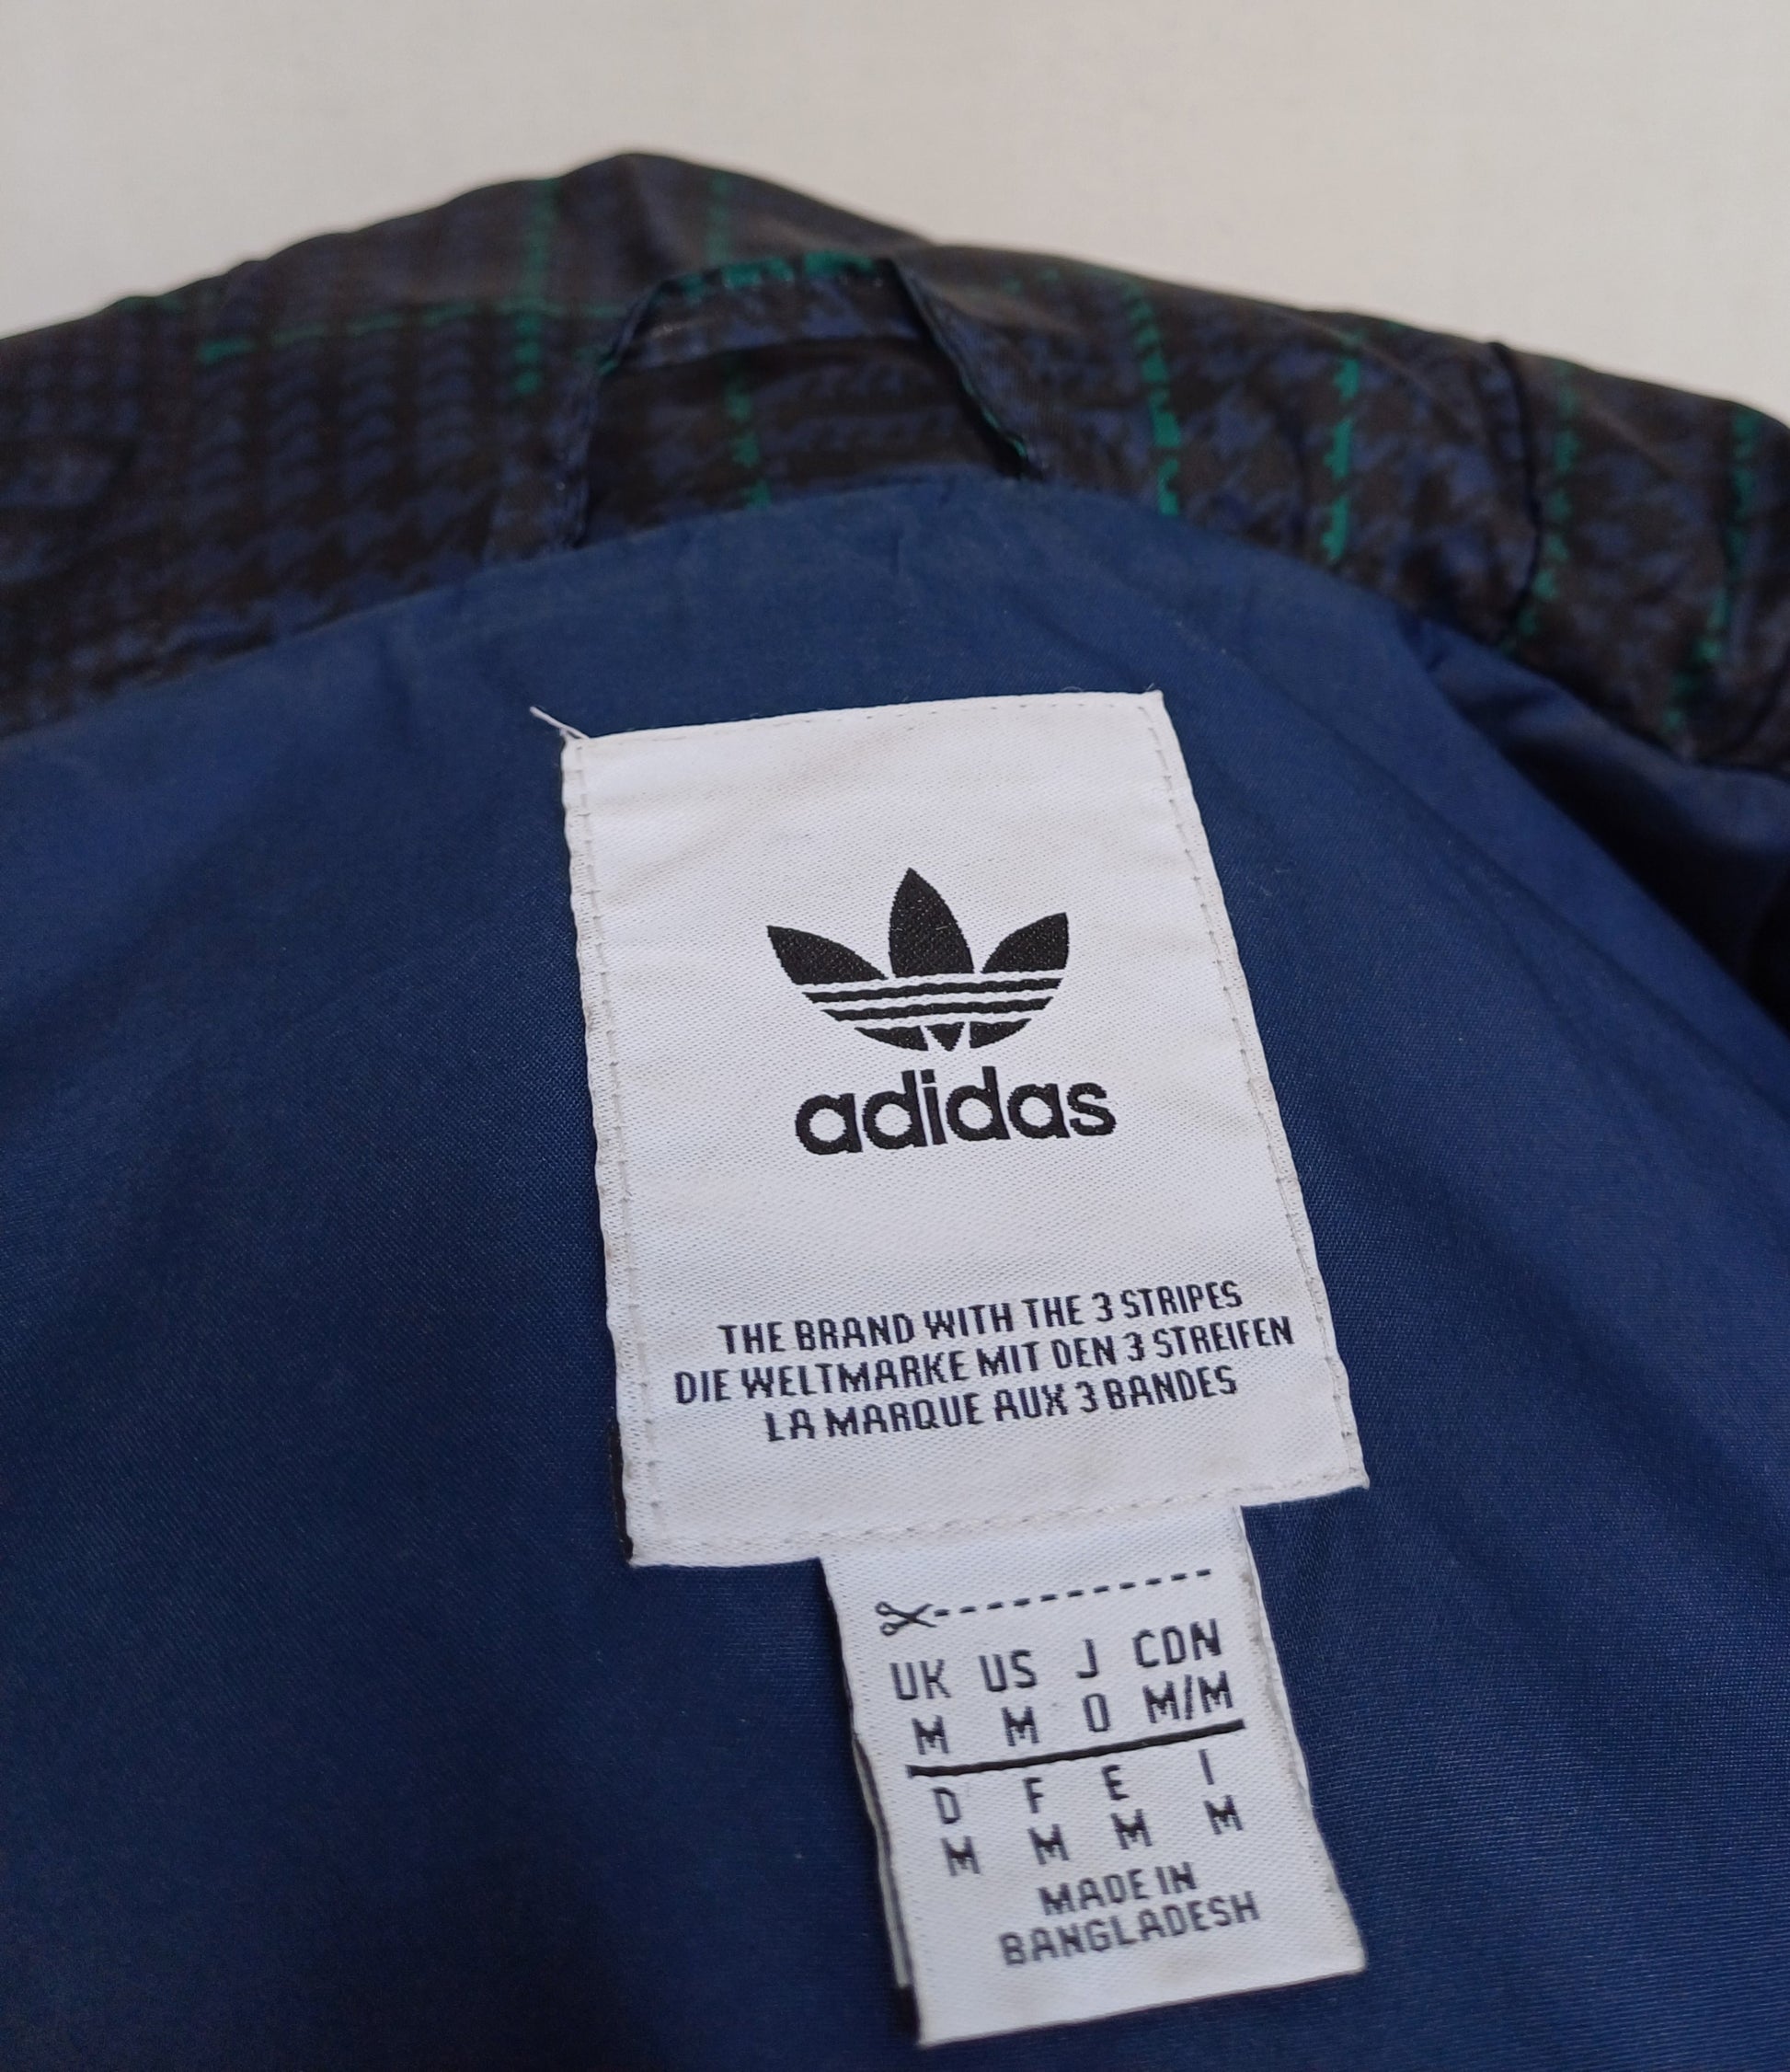 adidas
THE BRAND WITH THE 3 STRIPES
DIE WELTMARKE MIT DEN 3 STREIFEN
LA MARQUE AUX 3 BANDES
UK US J CDN
M M O M/M
D F E I
M M M M
MADE IN
BANGLADESH